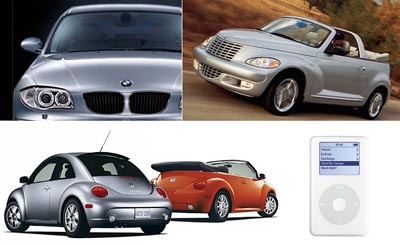 iPod
Music
Extras
Settings
Shuffle Songs
Backlight